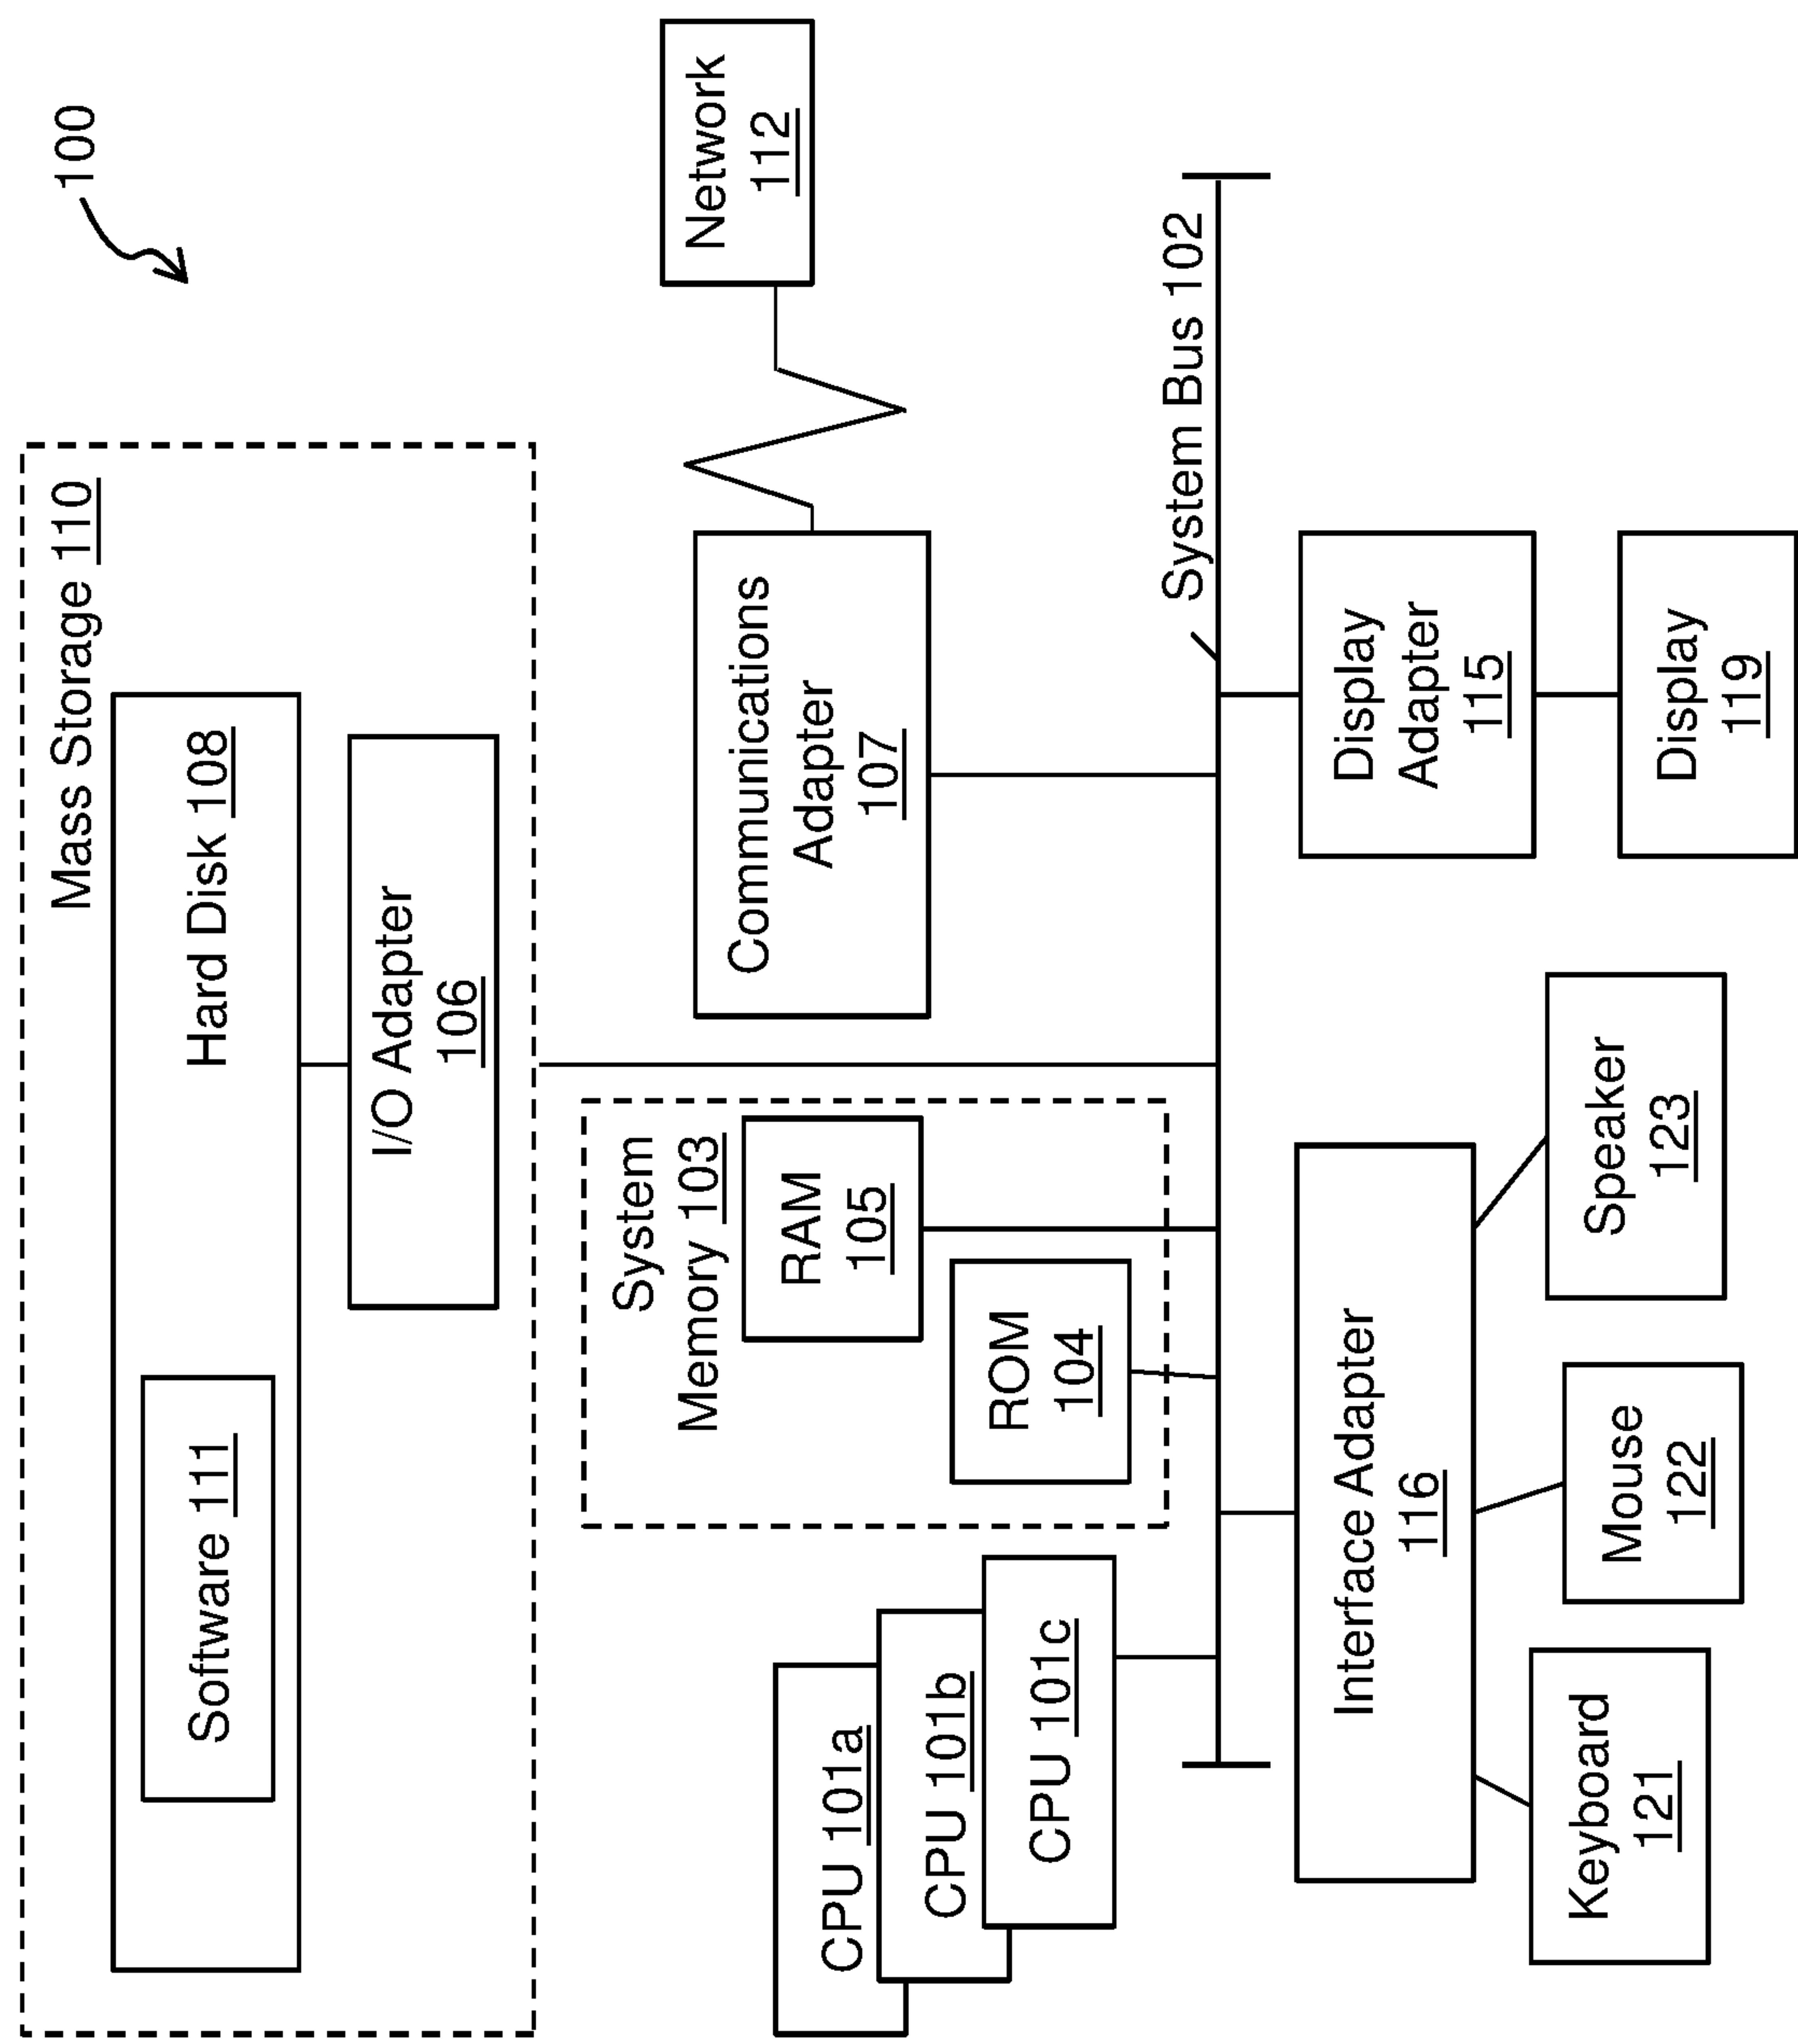 100
Mass Storage 110
Hard Disk 108
Software 111
I/O Adapter
106
Network
112
Communications
Adapter
107
System
Memory 103
RAM
105
ROM
104
CPU 101a
CPU 101b
CPU 101c
System Bus 102
Interface Adapter
116
Display
Adapter
115
Keyboard
121
Mouse
122
Speaker
123
Display
119